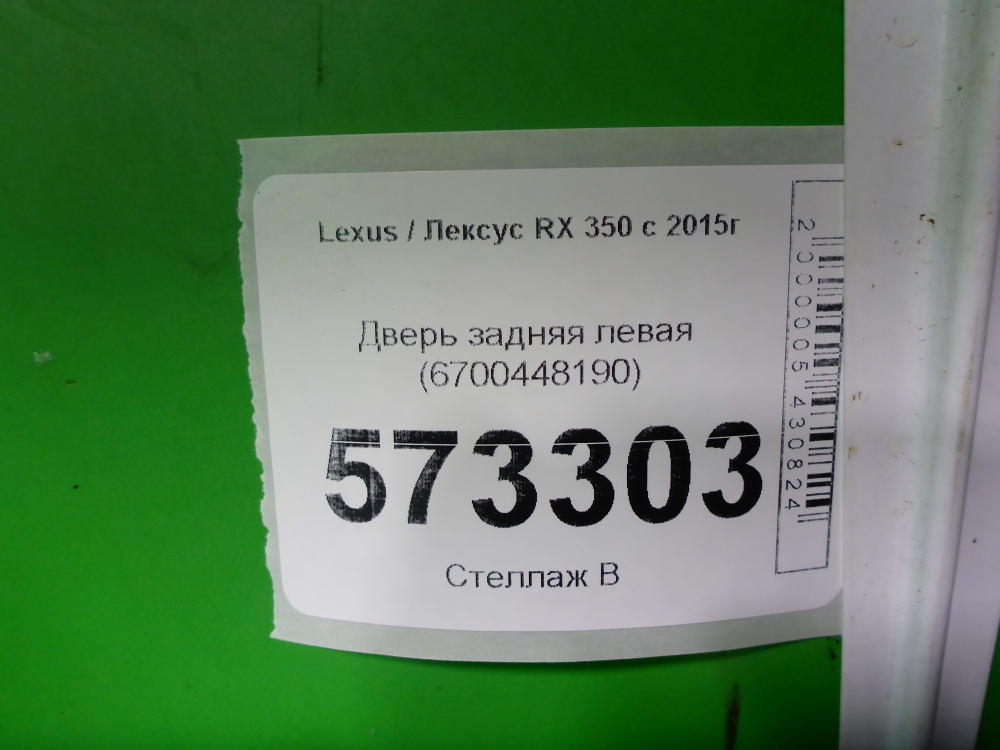 Lexus / Лексус RX 350 с 2015г
Дверь задняя левая
(6700448190)
573303
Стеллаж В
2000005430824